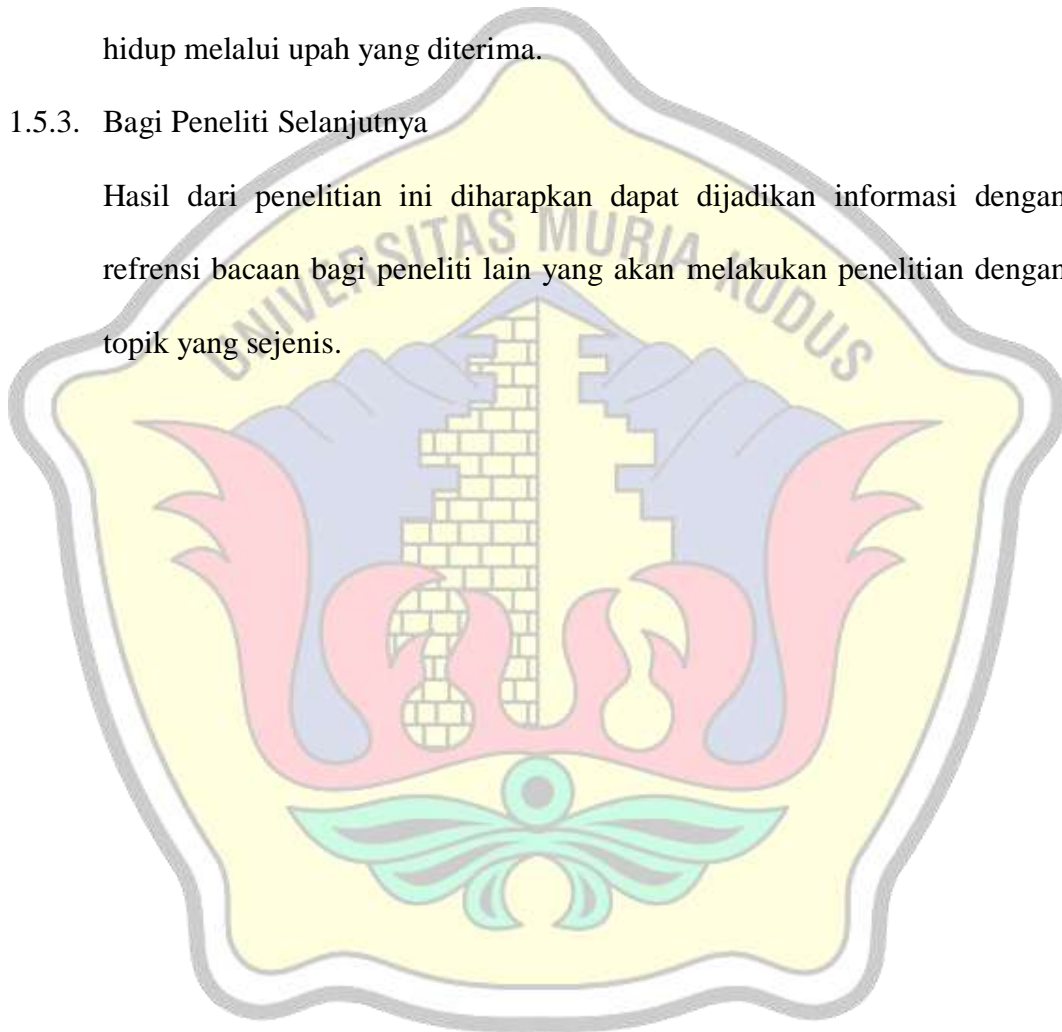 hidup melalui upah yang diterima.
1.5.3. Bagi Peneliti Selanjutnya
Hasil dari penelitian ini diharapkan dapat dijadikan informasi dengan
refrensi bacaan bagi peneliti lain yang akan melakukan penelitian dengan
topik yang sejenis.
UNIVERSITAS MURIA KUDUS